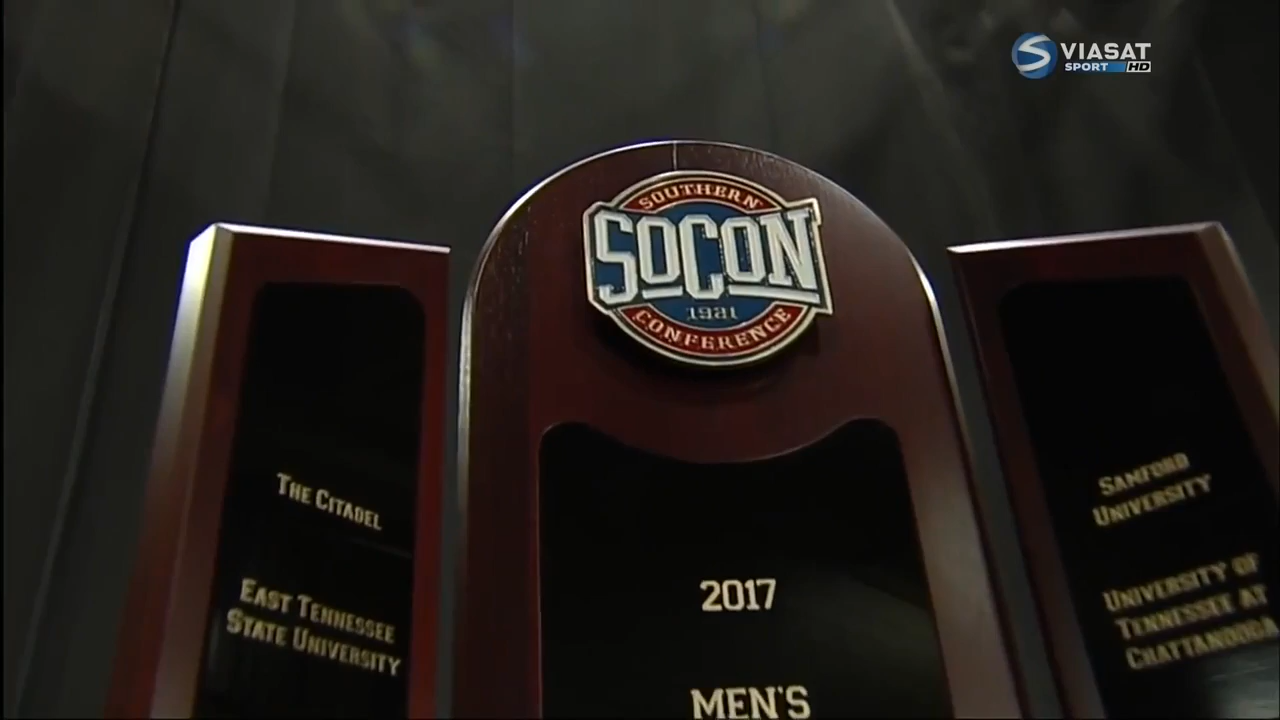 VIASAT
SPORT HD
SOUTHERN
SOCON
1921
CONFERENCE
THE CITADEL
EAST TENNESSEE
STATE UNIVERSITY
2017
MEN'S
SAMFORD
UNIVERSITY
UNIVERSITY OF
TENNESSEE AT
CHATTANOOGA